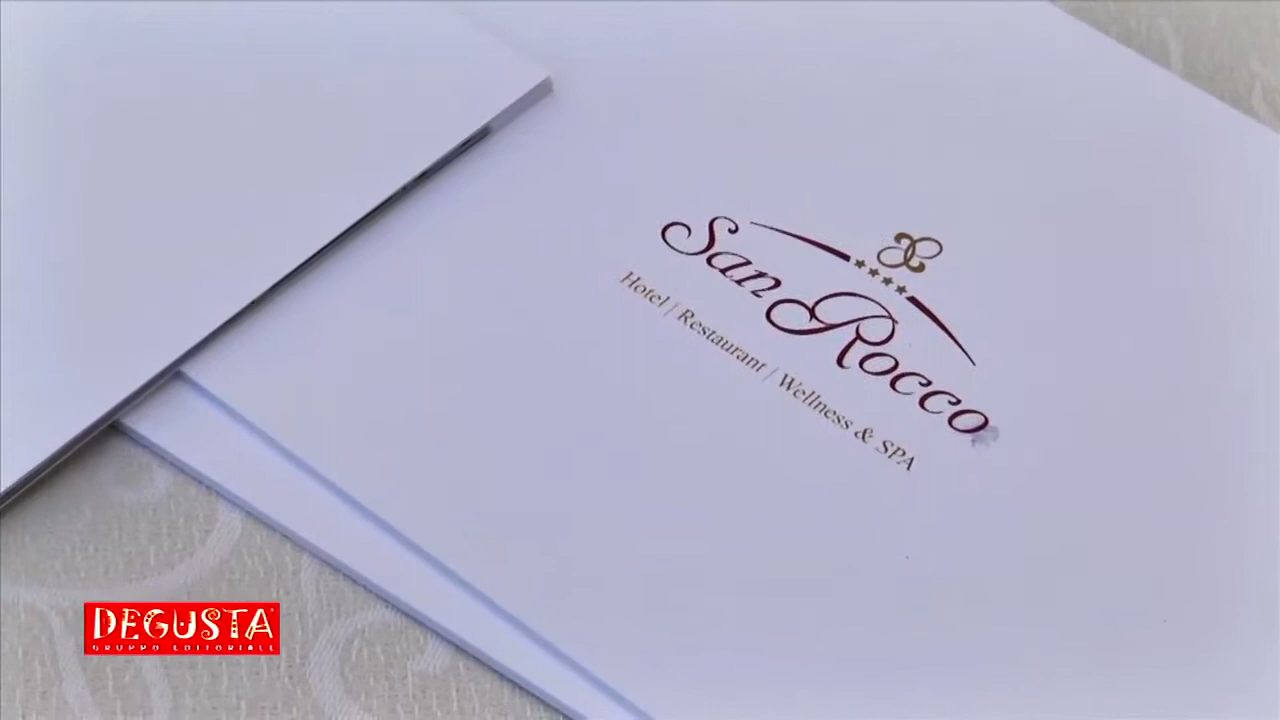 San Rocco
Hotel | Restaurant | Wellness & SPA
DEGUSTA
GRUPPO EDITORIALE